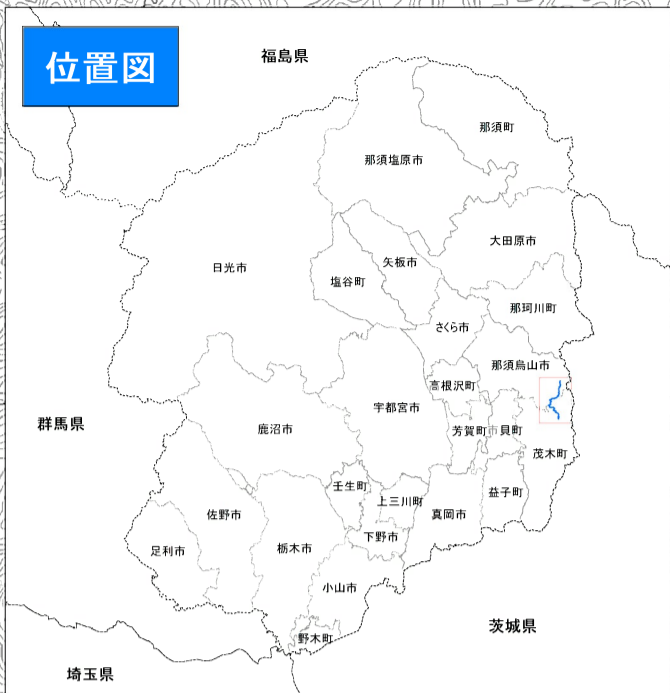 位置図
福島県
那須町
那須塩原市
大田原市
日光市
矢板市
塩谷町
那珂川町
さくら市
那須烏山市
高根沢町
宇都宮市
群馬県
鹿沼市
芳賀町
市貝町
茂木町
壬生町
上三川町
益子町
佐野市
真岡市
下野市
足利市
栃木市
小山市
茨城県
野木町
埼玉県